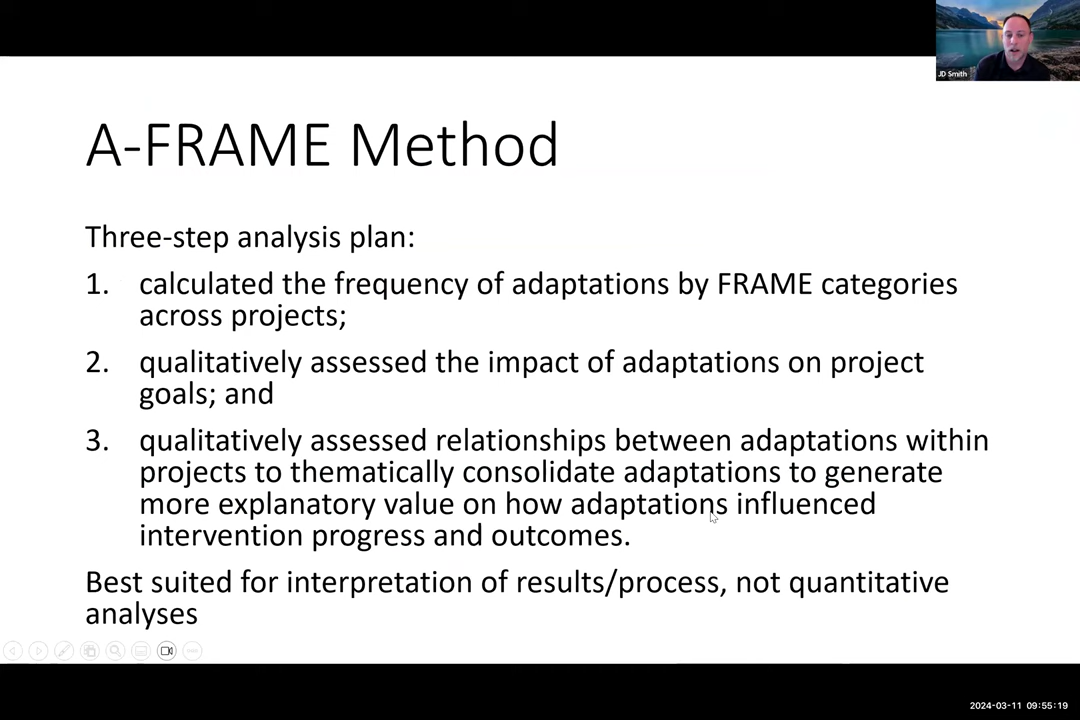 JD Smith
A-FRAME Method
Three-step analysis plan:
1. calculated the frequency of adaptations by FRAME categories
across projects;
2. qualitatively assessed the impact of adaptations on project
goals; and
3. qualitatively assessed relationships between adaptations within
projects to thematically consolidate adaptations to generate
more explanatory value on how adaptations influenced
intervention progress and outcomes.
Best suited for interpretation of results/process, not quantitative
analyses
2024-03-11 09:55:19